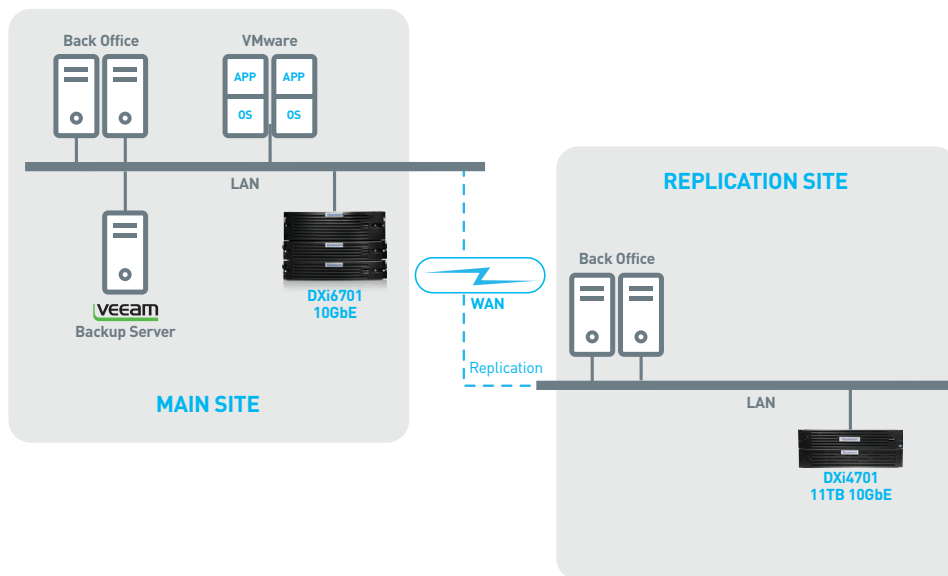 Back Office
VMware
APP
APP
OS
OS
LAN
veeam
Backup Server
DXi6701
10GbE
MAIN SITE
WAN
Replication
REPLICATION SITE
Back Office
LAN
DXi4701
11TB 10GbE